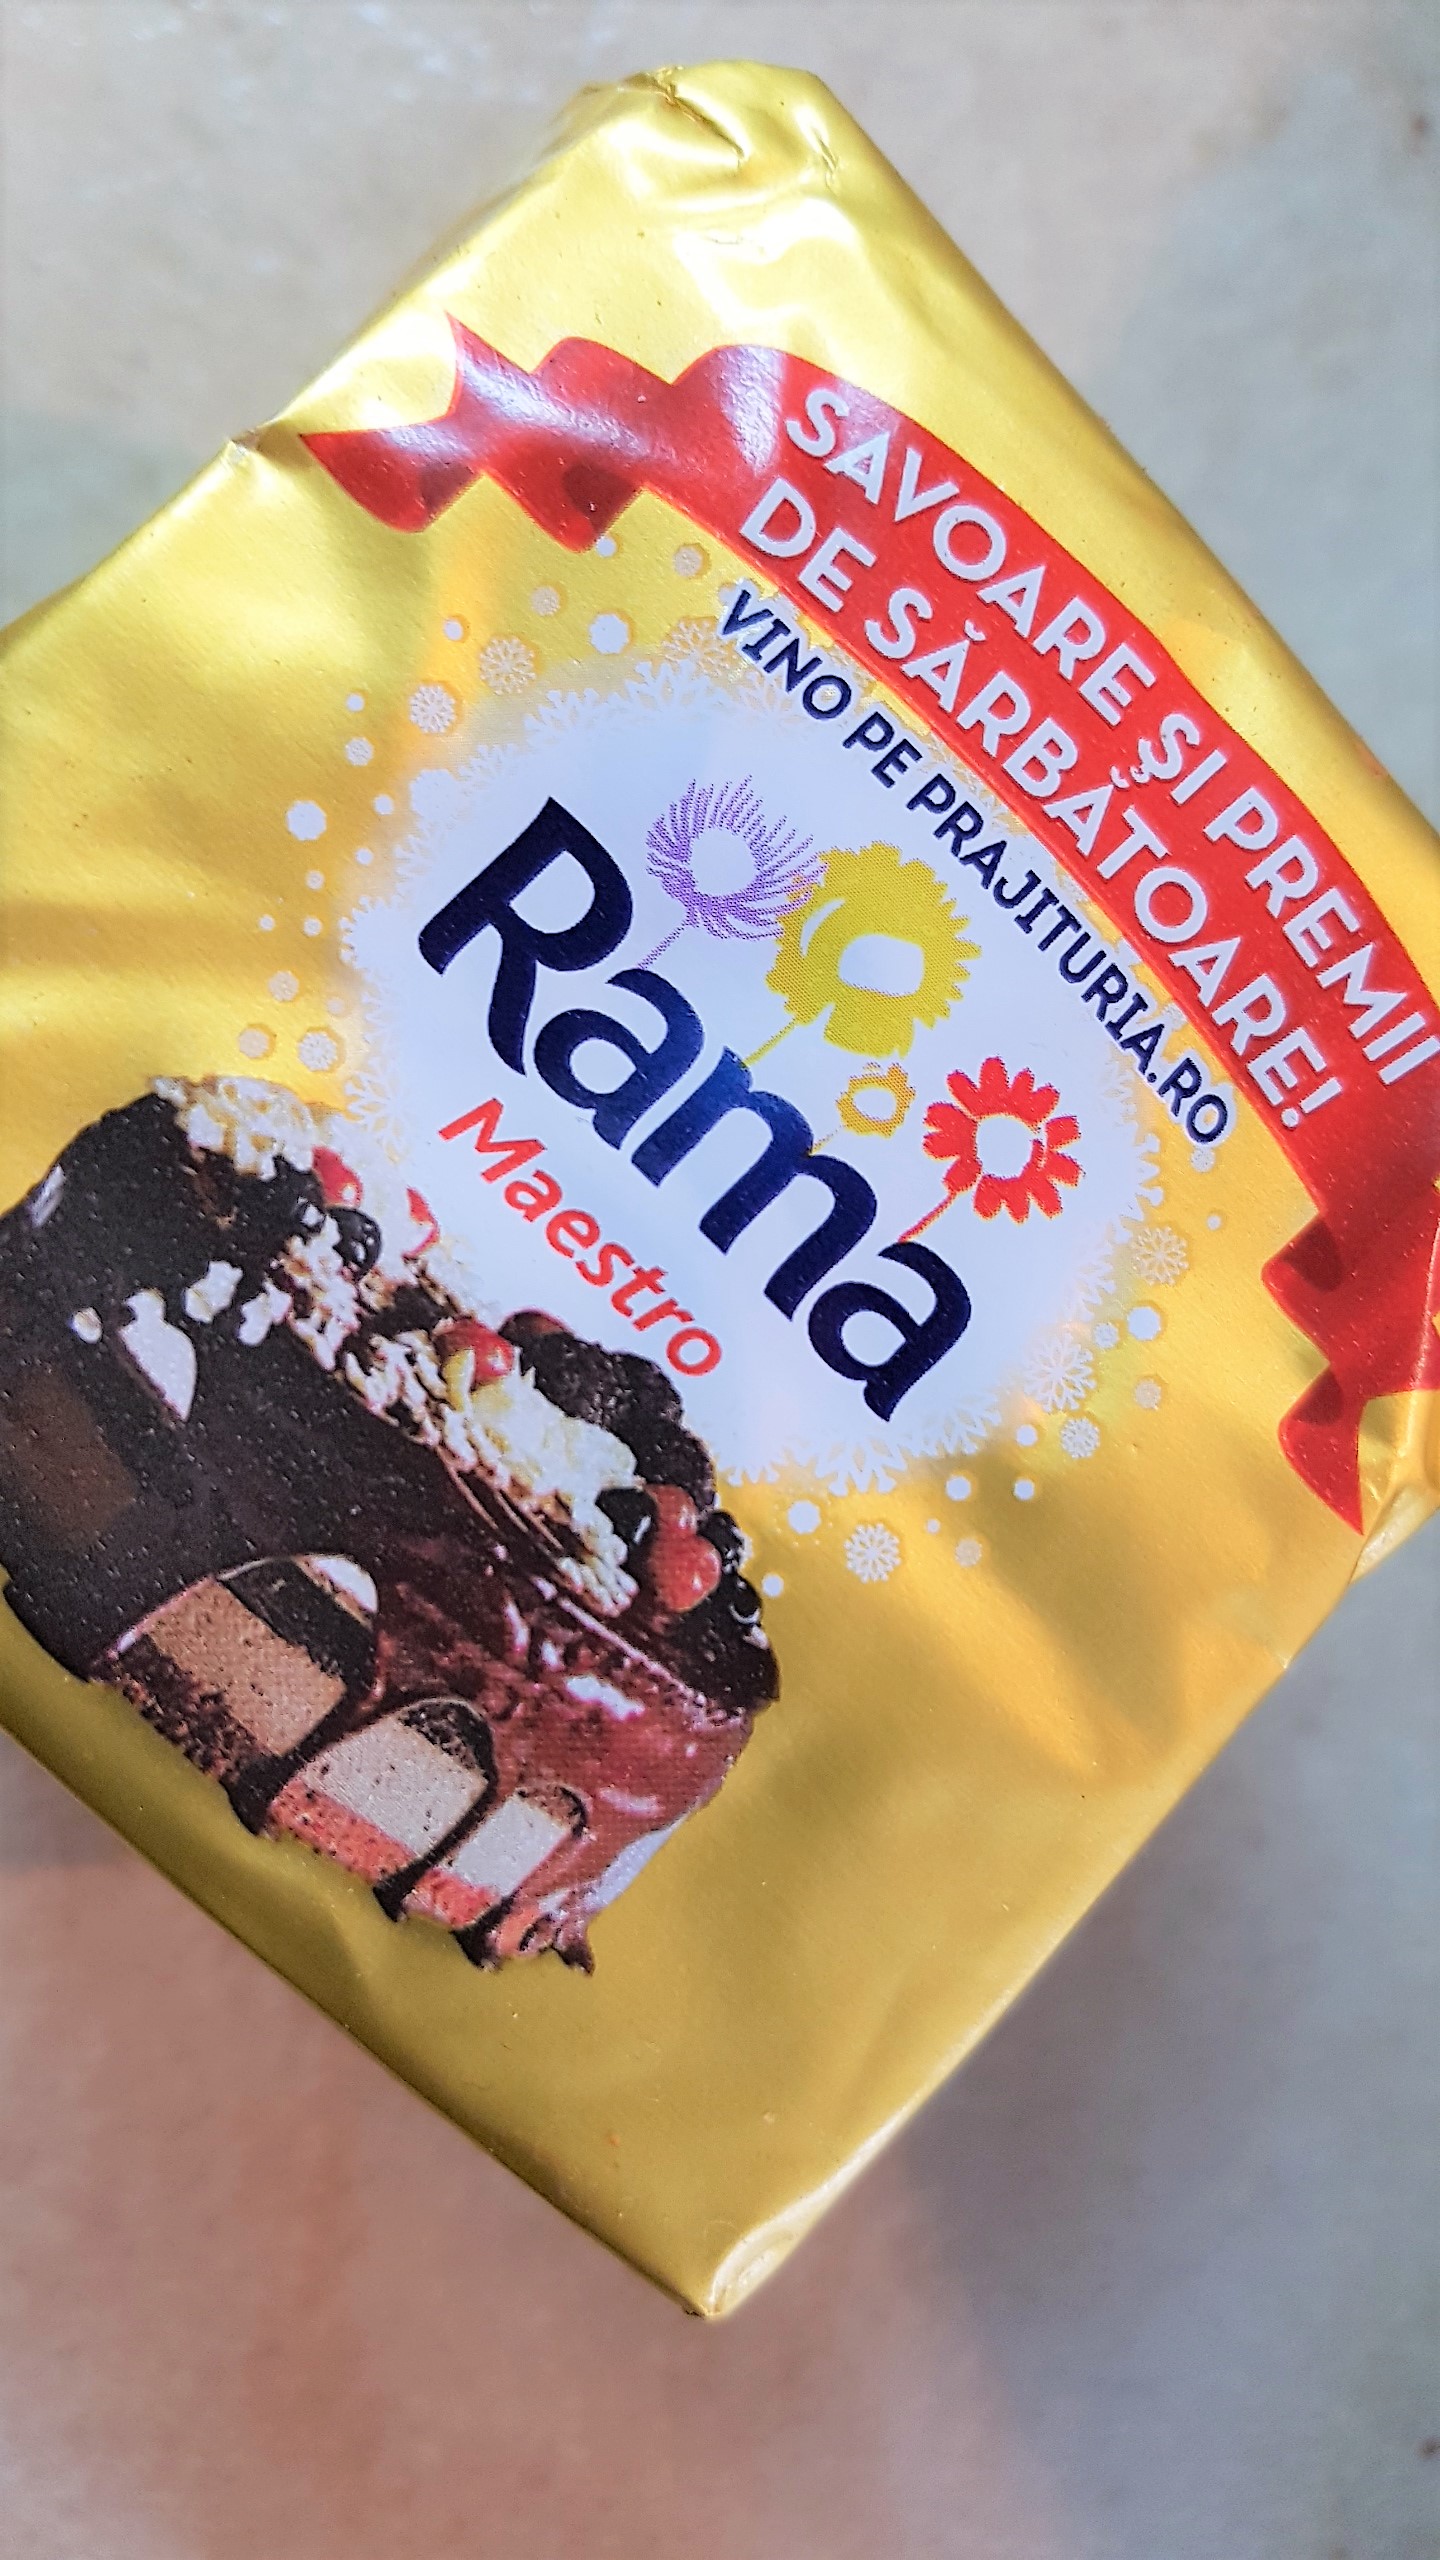 SAVOARE ȘI PREMII
DE SĂRBĂTOARE!
VINO PE PRAJITURIA.RO
Rama
Maestro